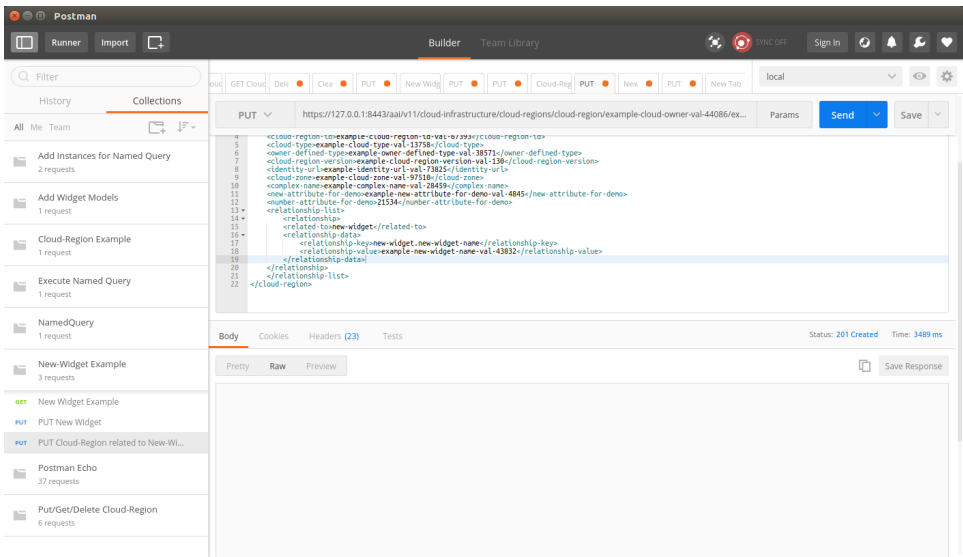 Postman
Runner Import Builder Team Library SYNC OFF Sign In
Filter
History Collections
All Me Team
Add Instances for Named Query
2 requests
Add Widget Models
1 request
Cloud-Region Example
1 request
Execute Named Query
1 request
NamedQuery
1 request
New-Widget Example
3 requests
GET New Widget Example
PUT PUT New Widget
PUT PUT Cloud-Region related to New-Wi...
Postman Echo
37 requests
Put/Get/Delete Cloud-Region
6 requests
GET Cloud Dele Clea PUT New Widg PUT PUT Cloud-Reg PUT New PUT New Tab
local
PUT https://127.0.0.1:8443/aai/v11/cloud-infrastructure/cloud-regions/cloud-region/example-cloud-owner-val-44086/ex... Params Send Save
4 <cloud-region-id>example-cloud-region-id-val-67393</cloud-region-id>
5 <cloud-type>example-cloud-type-val-13758</cloud-type>
6 <owner-defined-type>example-owner-defined-type-val-38571</owner-defined-type>
7 <cloud-region-version>example-cloud-region-version-val-130</cloud-region-version>
8 <identity-url>example-identity-url-val-73825</identity-url>
9 <cloud-zone>example-cloud-zone-val-97510</cloud-zone>
10 <complex-name>example-complex-name-val-28459</complex-name>
11 <new-attribute-for-demo>example-new-attribute-for-demo-val-4845</new-attribute-for-demo>
12 <number-attribute-for-demo>21534</number-attribute-for-demo>
13 <relationship-list>
14 <relationship>
15 <related-to>new-widget</related-to>
16 <relationship-data>
17 <relationship-key>new-widget.new-widget-name</relationship-key>
18 <relationship-value>example-new-widget-name-val-43832</relationship-value>
19 </relationship-data>
20 </relationship>
21 </relationship-list>
22 </cloud-region>
Body Cookies Headers (23) Tests Status: 201 Created Time: 3489 ms
Pretty Raw Preview Save Response